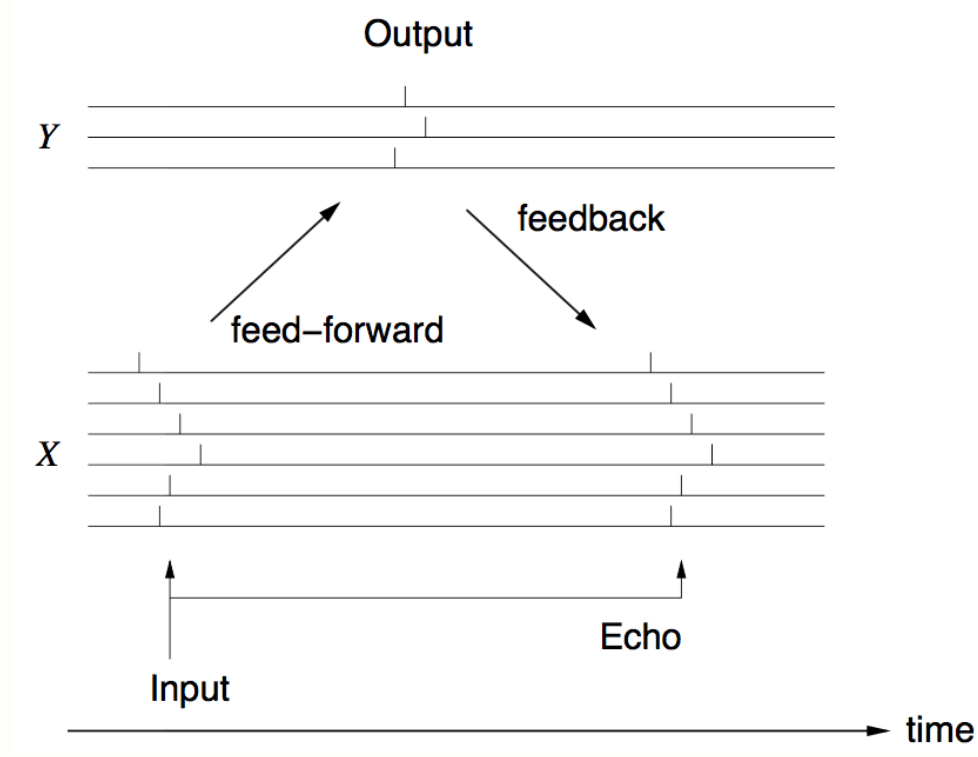 Output
Y
feedback
feed–forward
X
Echo
Input
time